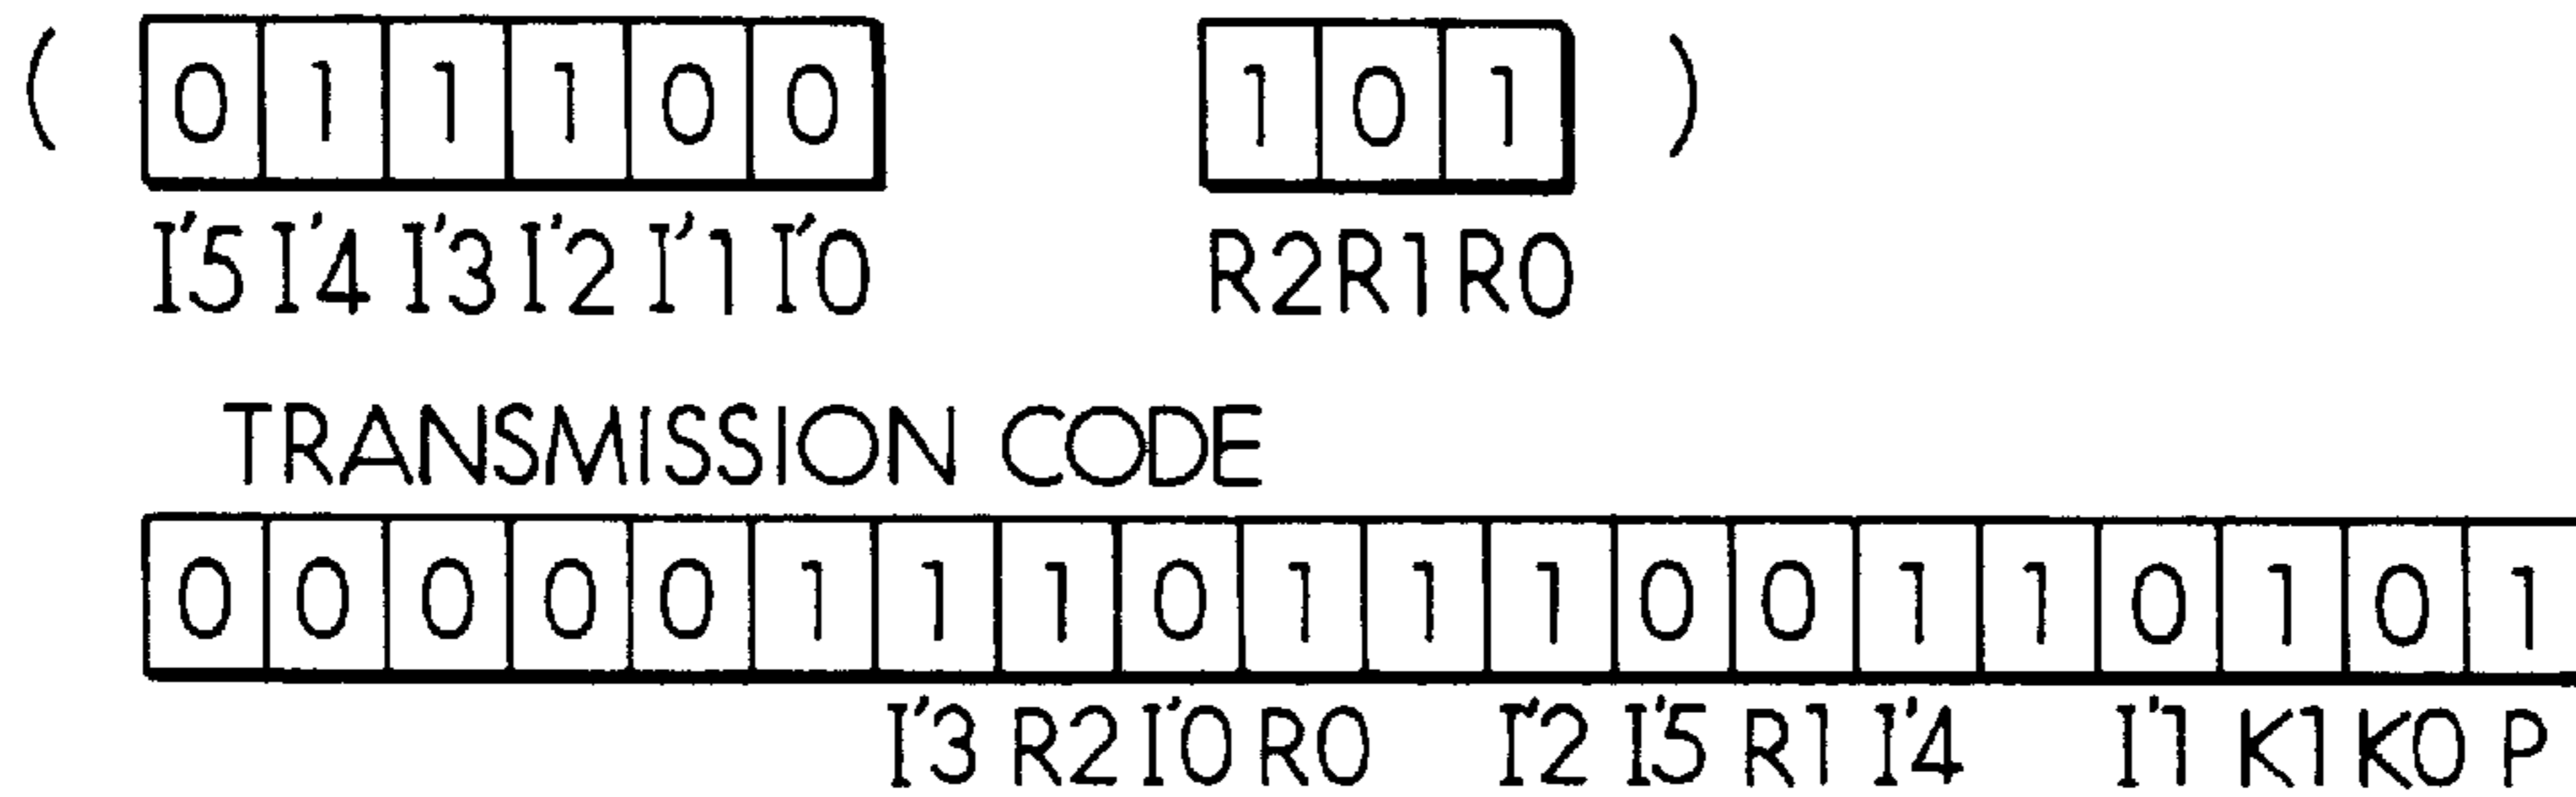 ( 0 1 1 1 0 0 1 0 1 )
I'5 I'4 I'3 I'2 I'1 I'0 R2 R1 R0
TRANSMISSION CODE
0 0 0 0 0 1 1 1 0 1 1 1 0 0 1 1 0 1 0 1
I'3 R2 I'0 R0 I'2 I'5 R1 I'4 I'1 K1 K0 P